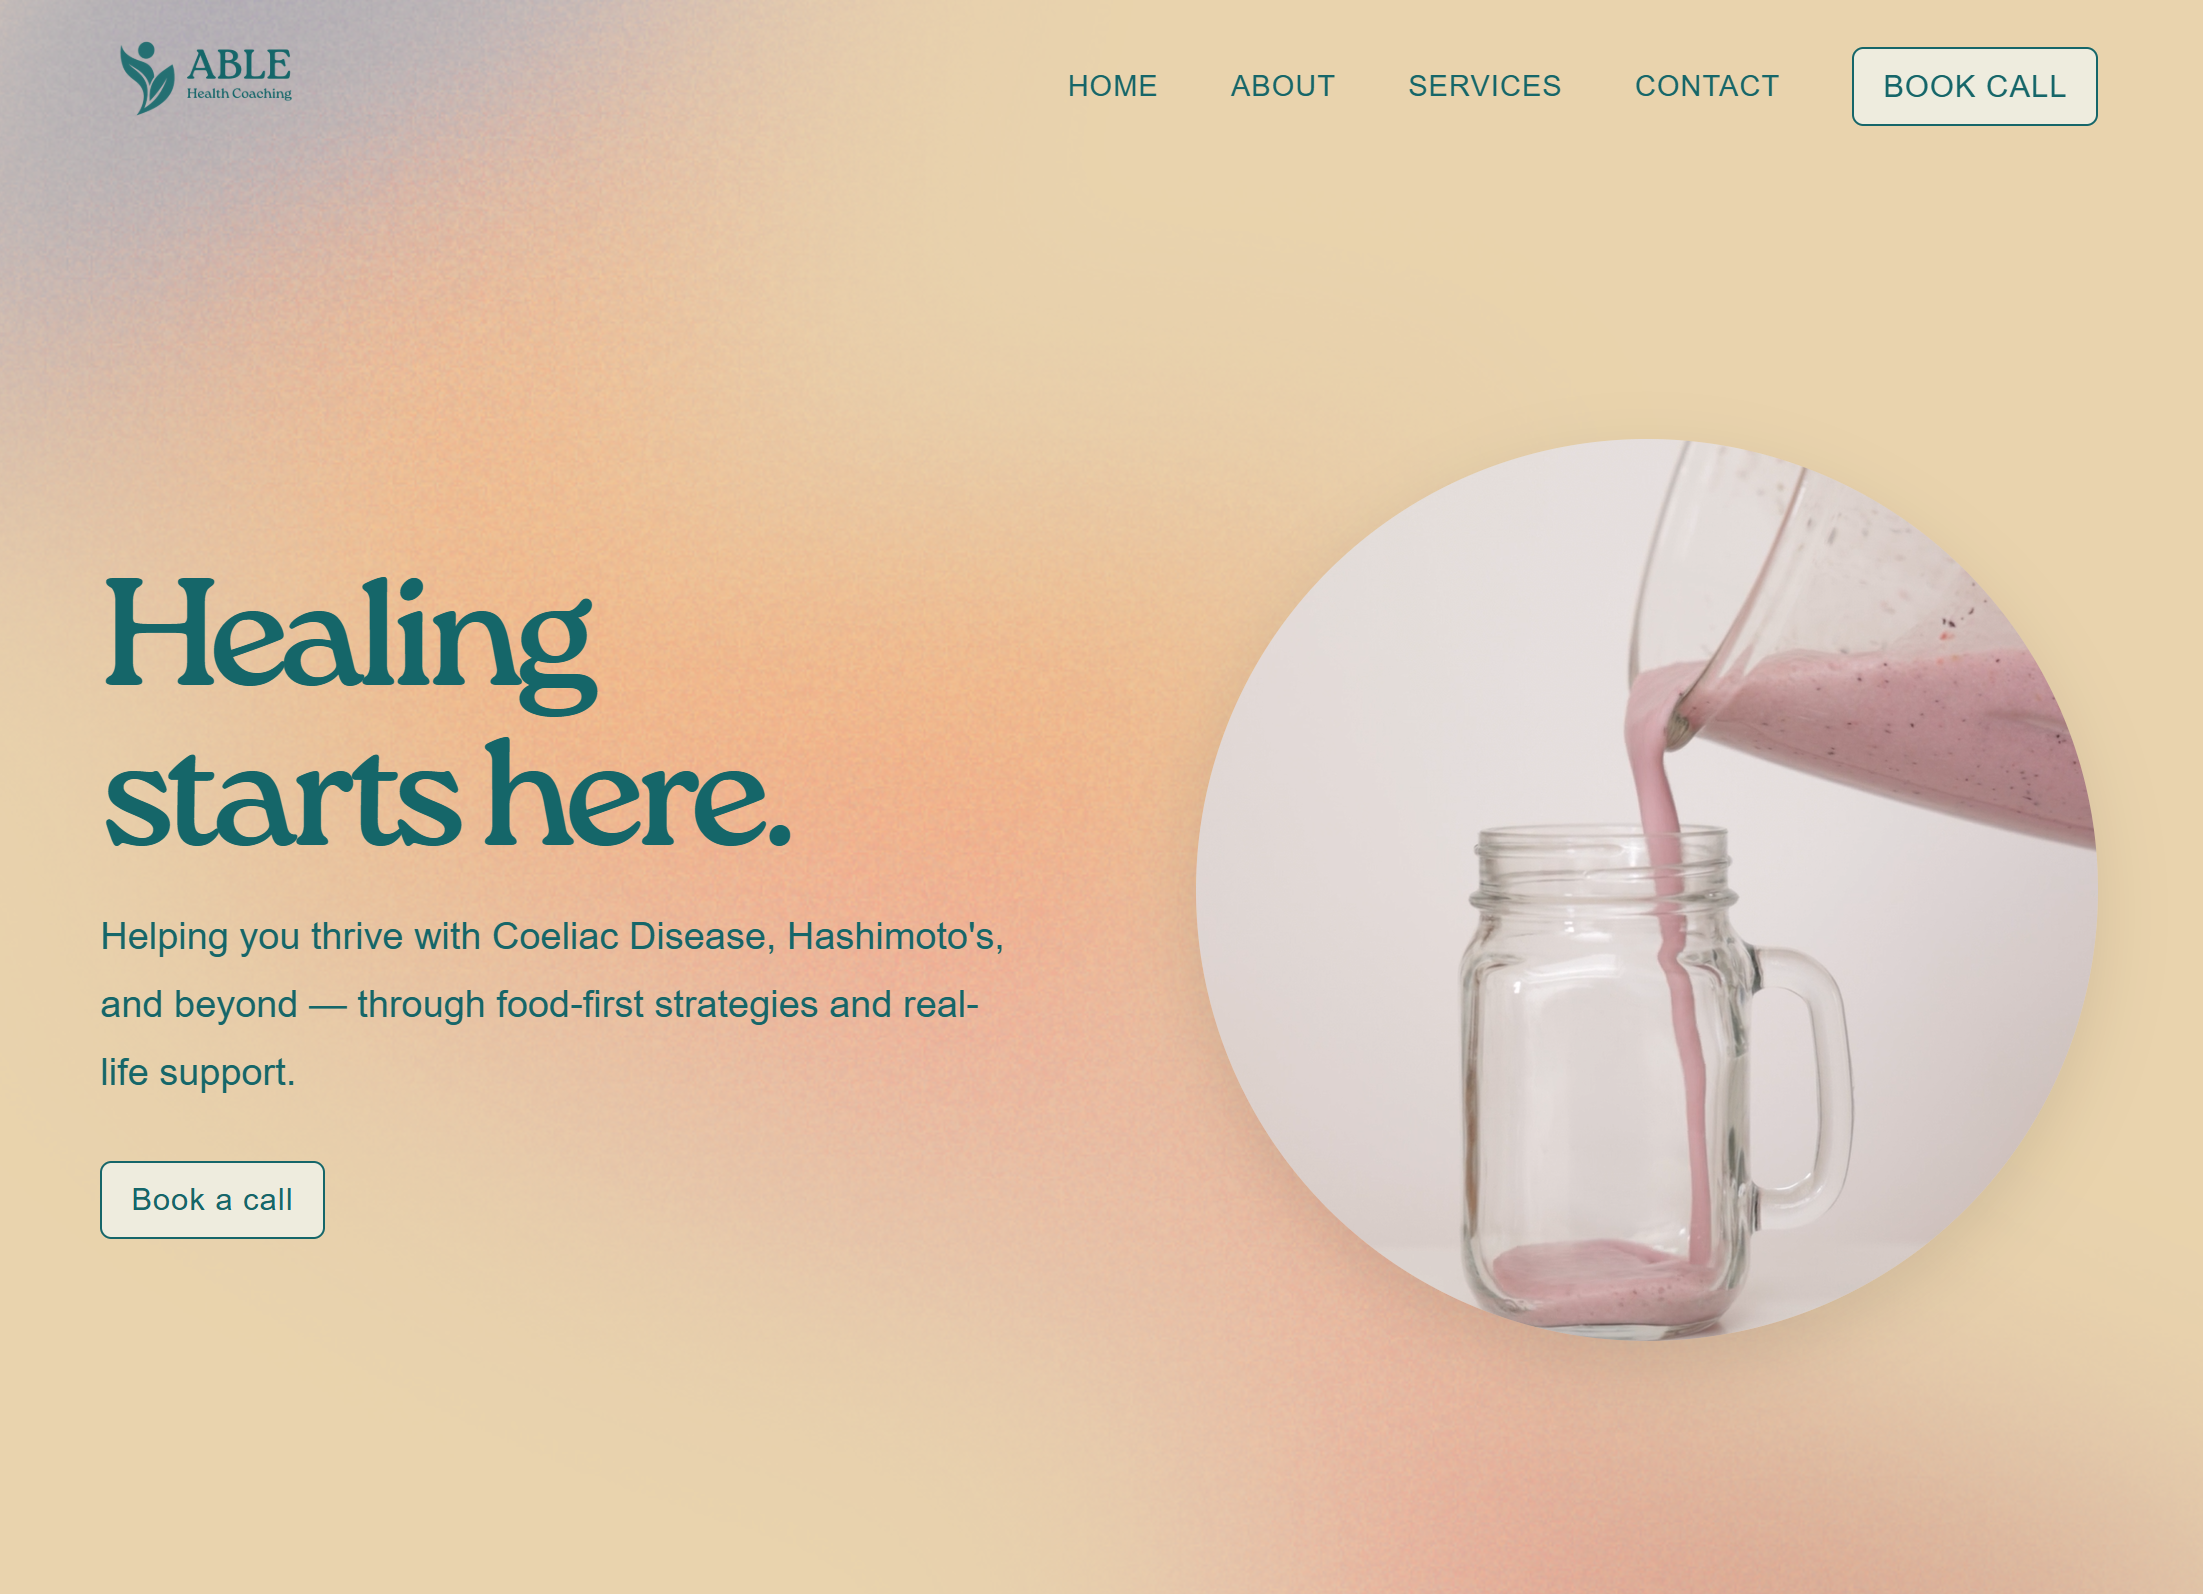 ABLE
Health Coaching
HOME ABOUT SERVICES CONTACT BOOK CALL
Healing
starts here.
Helping you thrive with Coeliac Disease, Hashimoto's,
and beyond — through food-first strategies and real-
life support.
Book a call